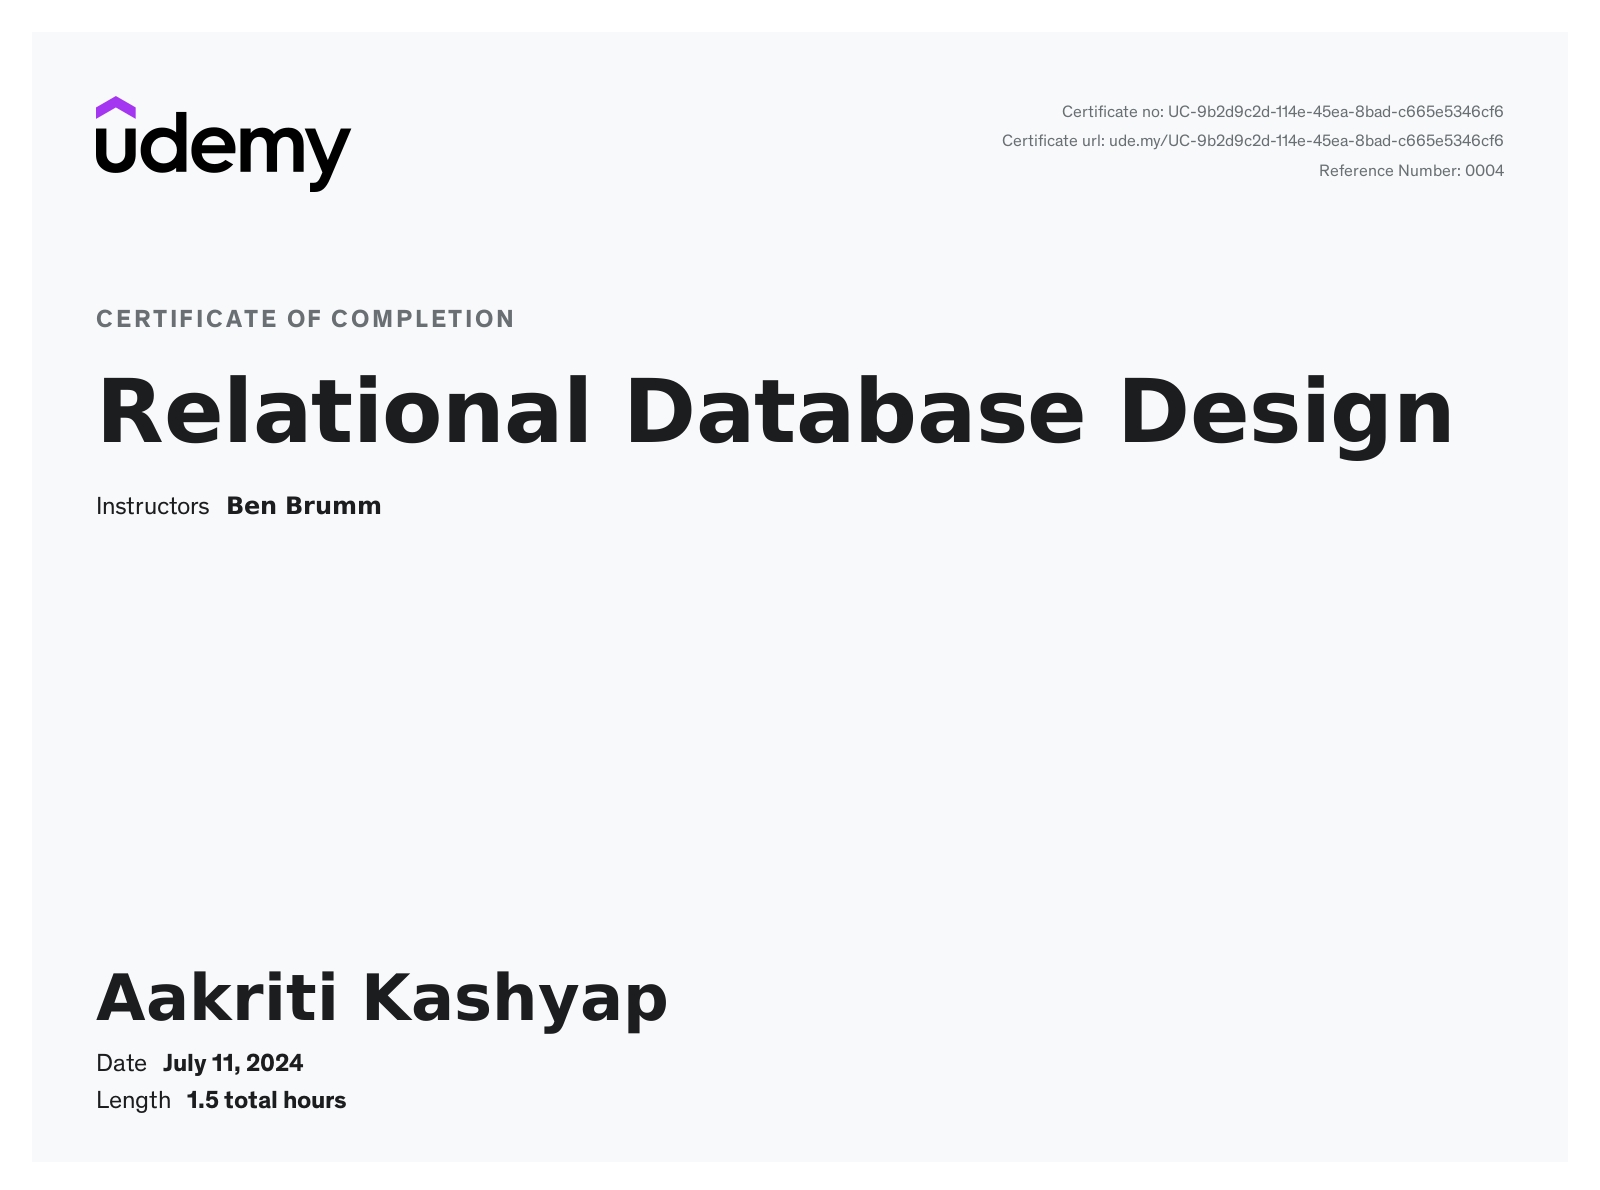 udemy
Certificate no: UC-9b2d9c2d-114e-45ea-8bad-c665e5346cf6
Certificate url: ude.my/UC-9b2d9c2d-114e-45ea-8bad-c665e5346cf6
Reference Number: 0004
CERTIFICATE OF COMPLETION
Relational Database Design
Instructors Ben Brumm
Aakriti Kashyap
Date July 11, 2024
Length 1.5 total hours